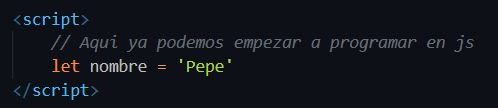 <script>
// Aqui ya podemos empezar a programar en js
let nombre = 'Pepe'
</script>